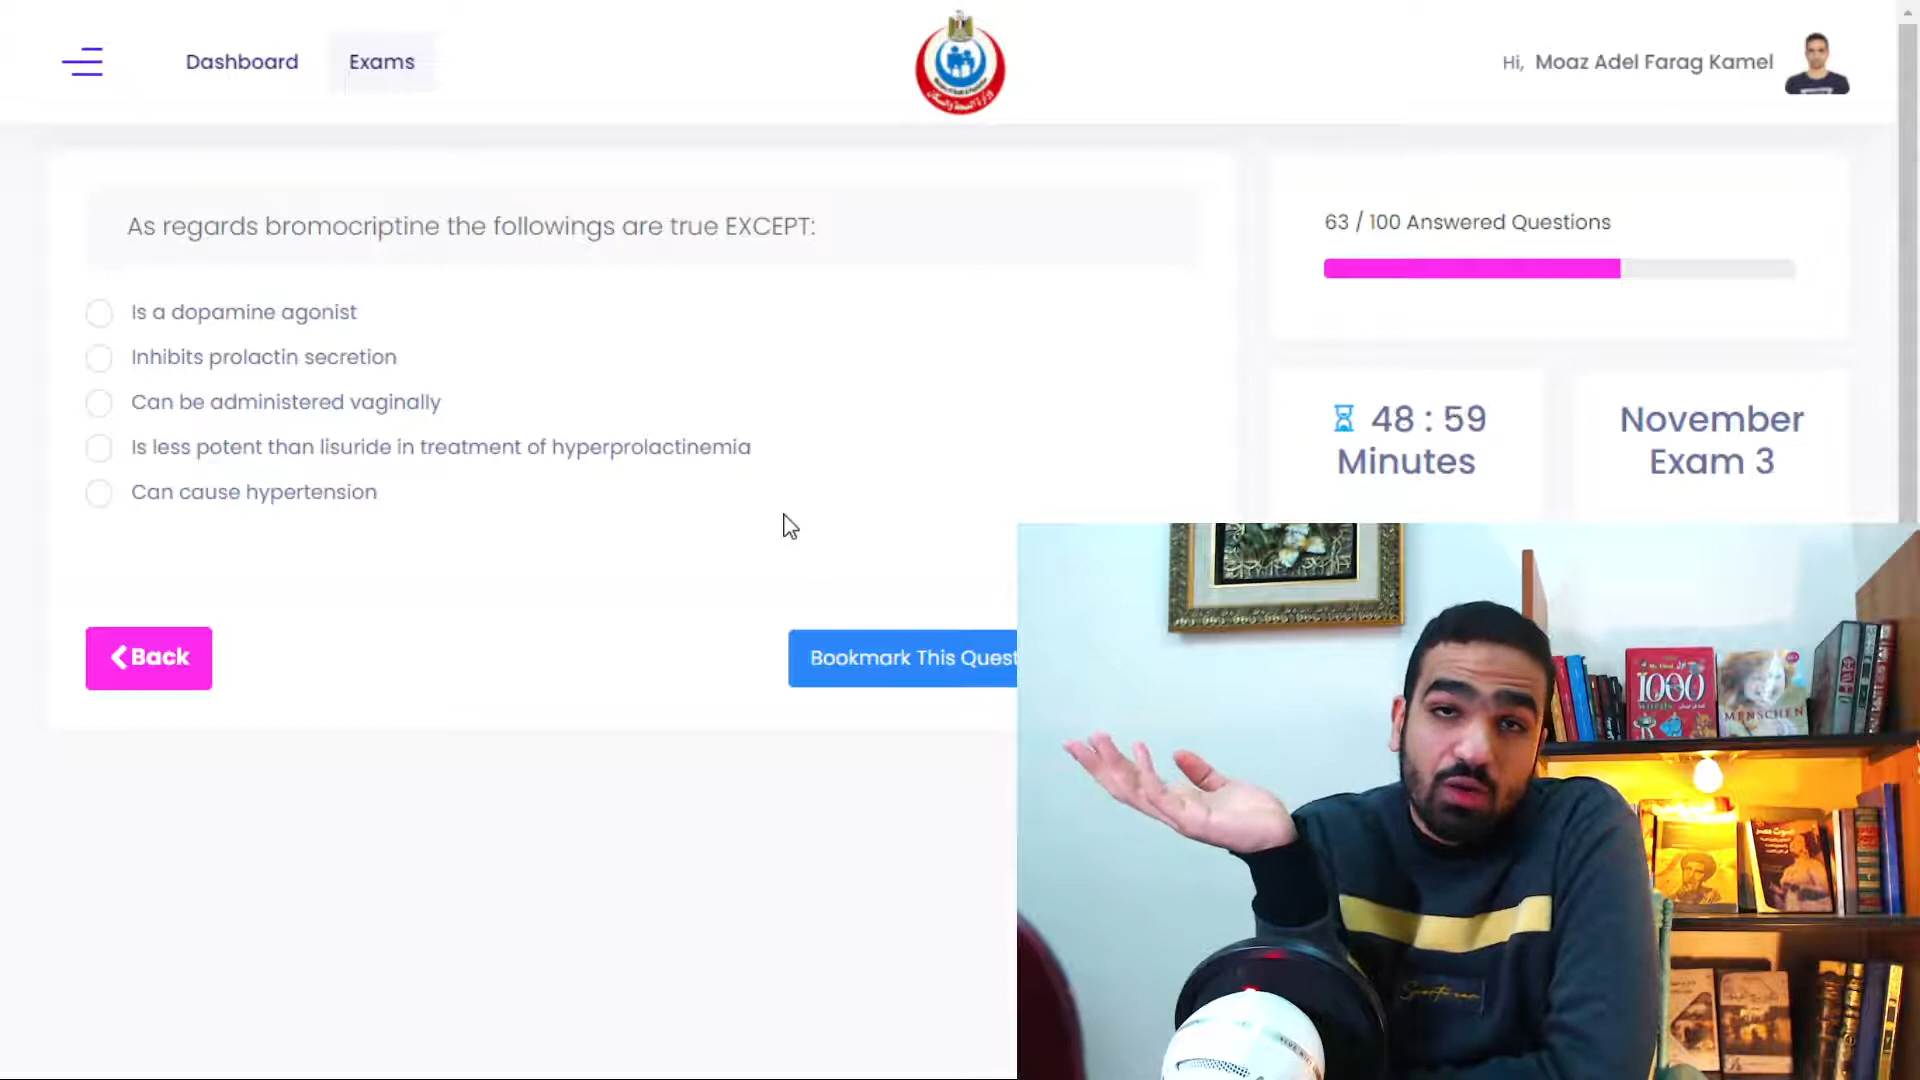 Dashboard
Exams
Hi, Moaz Adel Farag Kamel
As regards bromocriptine the followings are true EXCEPT:
Is a dopamine agonist
Inhibits prolactin secretion
Can be administered vaginally
Is less potent than lisuride in treatment of hyperprolactinemia
Can cause hypertension
Back
Bookmark This Quest
63 / 100 Answered Questions
48 : 59
Minutes
November
Exam 3
1000
words
MENSCHEN